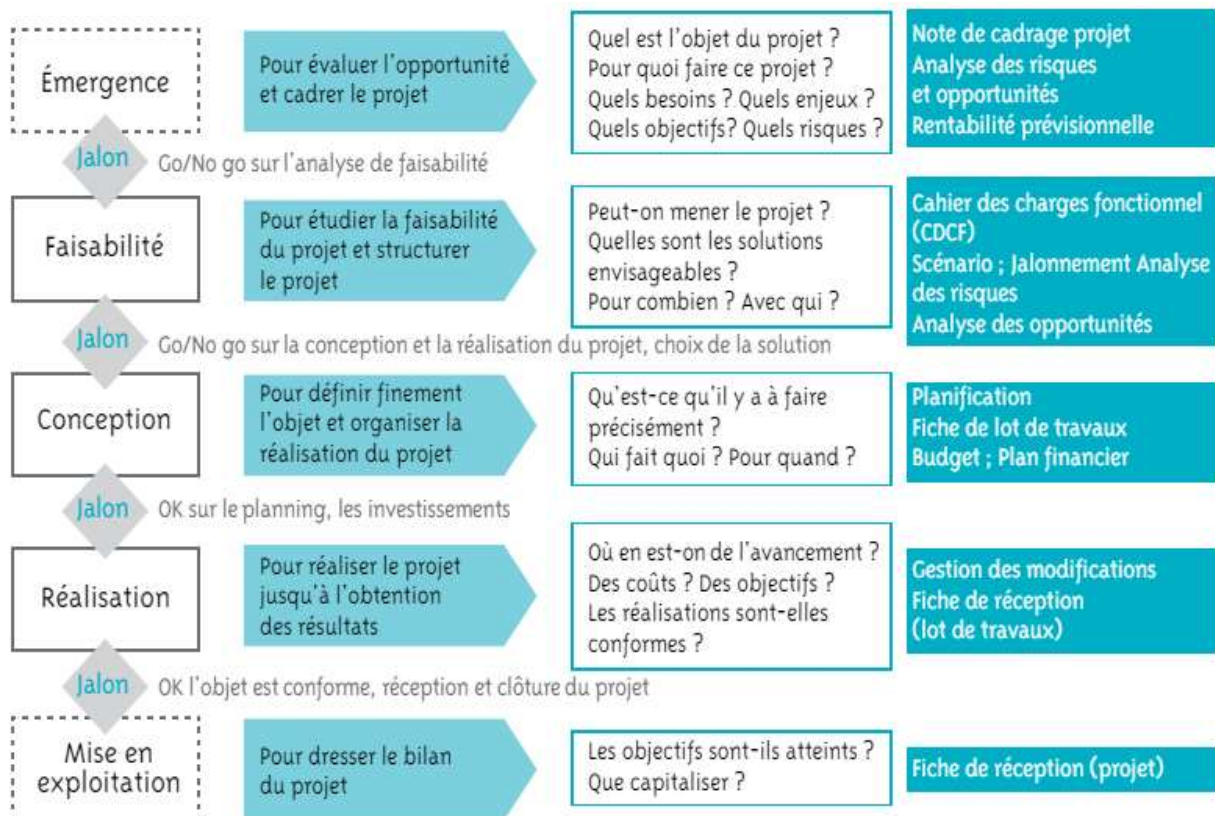 Émergence
Pour évaluer l'opportunité
et cadrer le projet
Quel est l'objet du projet ?
Pour quoi faire ce projet ?
Quels besoins ? Quels enjeux ?
Quels objectifs? Quels risques ?
Note de cadrage projet
Analyse des risques
et opportunités
Rentabilité prévisionnelle
Jalon
Go/No go sur l'analyse de faisabilité
Faisabilité
Pour étudier la faisabilité
du projet et structurer
le projet
Peut-on mener le projet ?
Quelles sont les solutions
envisageables ?
Pour combien ? Avec qui ?
Cahier des charges fonctionnel
(CDCF)
Scénario ; Jalonnement Analyse
des risques
Analyse des opportunités
Jalon
Go/No go sur la conception et la réalisation du projet, choix de la solution
Conception
Pour définir finement
l'objet et organiser la
réalisation du projet
Qu'est-ce qu'il y a à faire
précisément ?
Qui fait quoi ? Pour quand ?
Planification
Fiche de lot de travaux
Budget ; Plan financier
Jalon
OK sur le planning, les investissements
Réalisation
Pour réaliser le projet
jusqu'à l'obtention
des résultats
Où en est-on de l'avancement ?
Des coûts ? Des objectifs ?
Les réalisations sont-elles
conformes ?
Gestion des modifications
Fiche de réception
(lot de travaux)
Jalon
OK l'objet est conforme, réception et clôture du projet
Mise en
exploitation
Pour dresser le bilan
du projet
Les objectifs sont-ils atteints ?
Que capitaliser ?
Fiche de réception (projet)